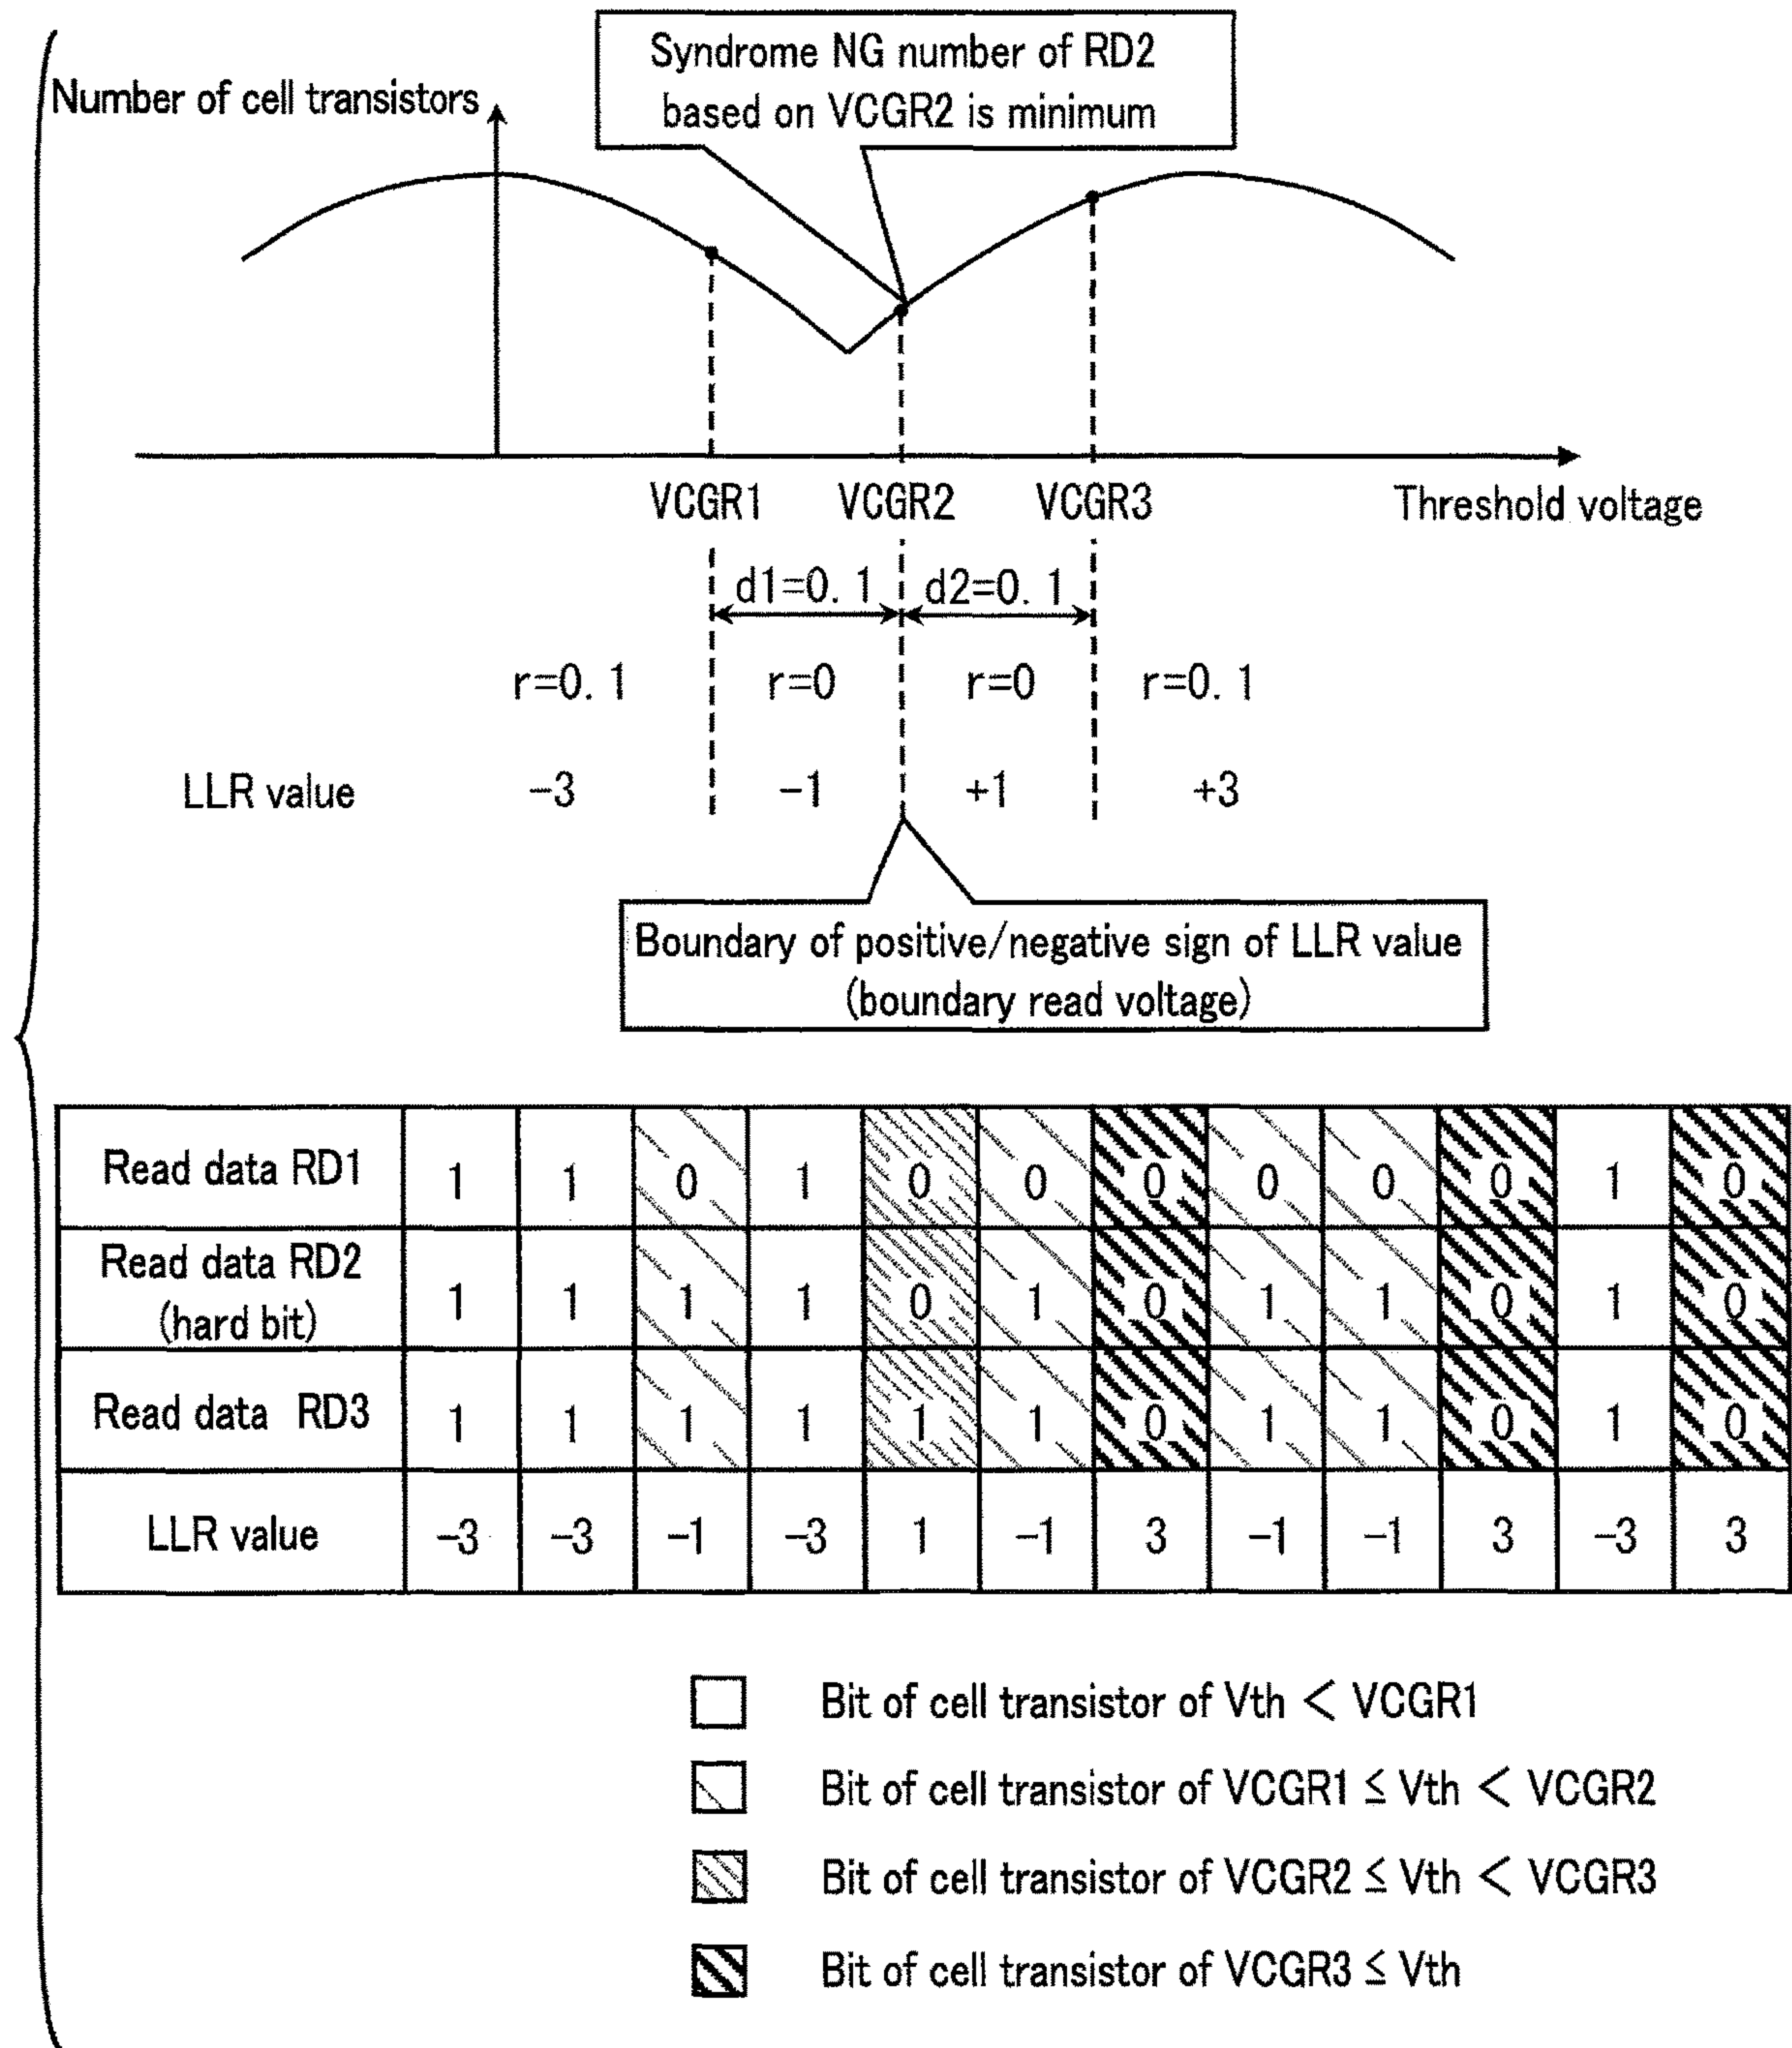 Syndrome NG number of RD2
based on VCGR2 is minimum
Number of cell transistors
VCGR1 VCGR2 VCGR3 Threshold voltage
d1=0. 1 d2=0. 1
r=0. 1 r=0 r=0 r=0. 1
LLR value -3 -1 +1 +3
Boundary of positive/negative sign of LLR value
(boundary read voltage)
Read data RD1 1 1 0 1 0 0 0 0 0 0 1 0
Read data RD2
(hard bit) 1 1 1 1 0 1 0 1 1 0 1 0
Read data RD3 1 1 1 1 1 1 0 1 1 0 1 0
LLR value -3 -3 -1 -3 1 -1 3 -1 -1 3 -3 3
Bit of cell transistor of Vth < VCGR1
Bit of cell transistor of VCGR1 ≤ Vth < VCGR2
Bit of cell transistor of VCGR2 ≤ Vth < VCGR3
Bit of cell transistor of VCGR3 ≤ Vth